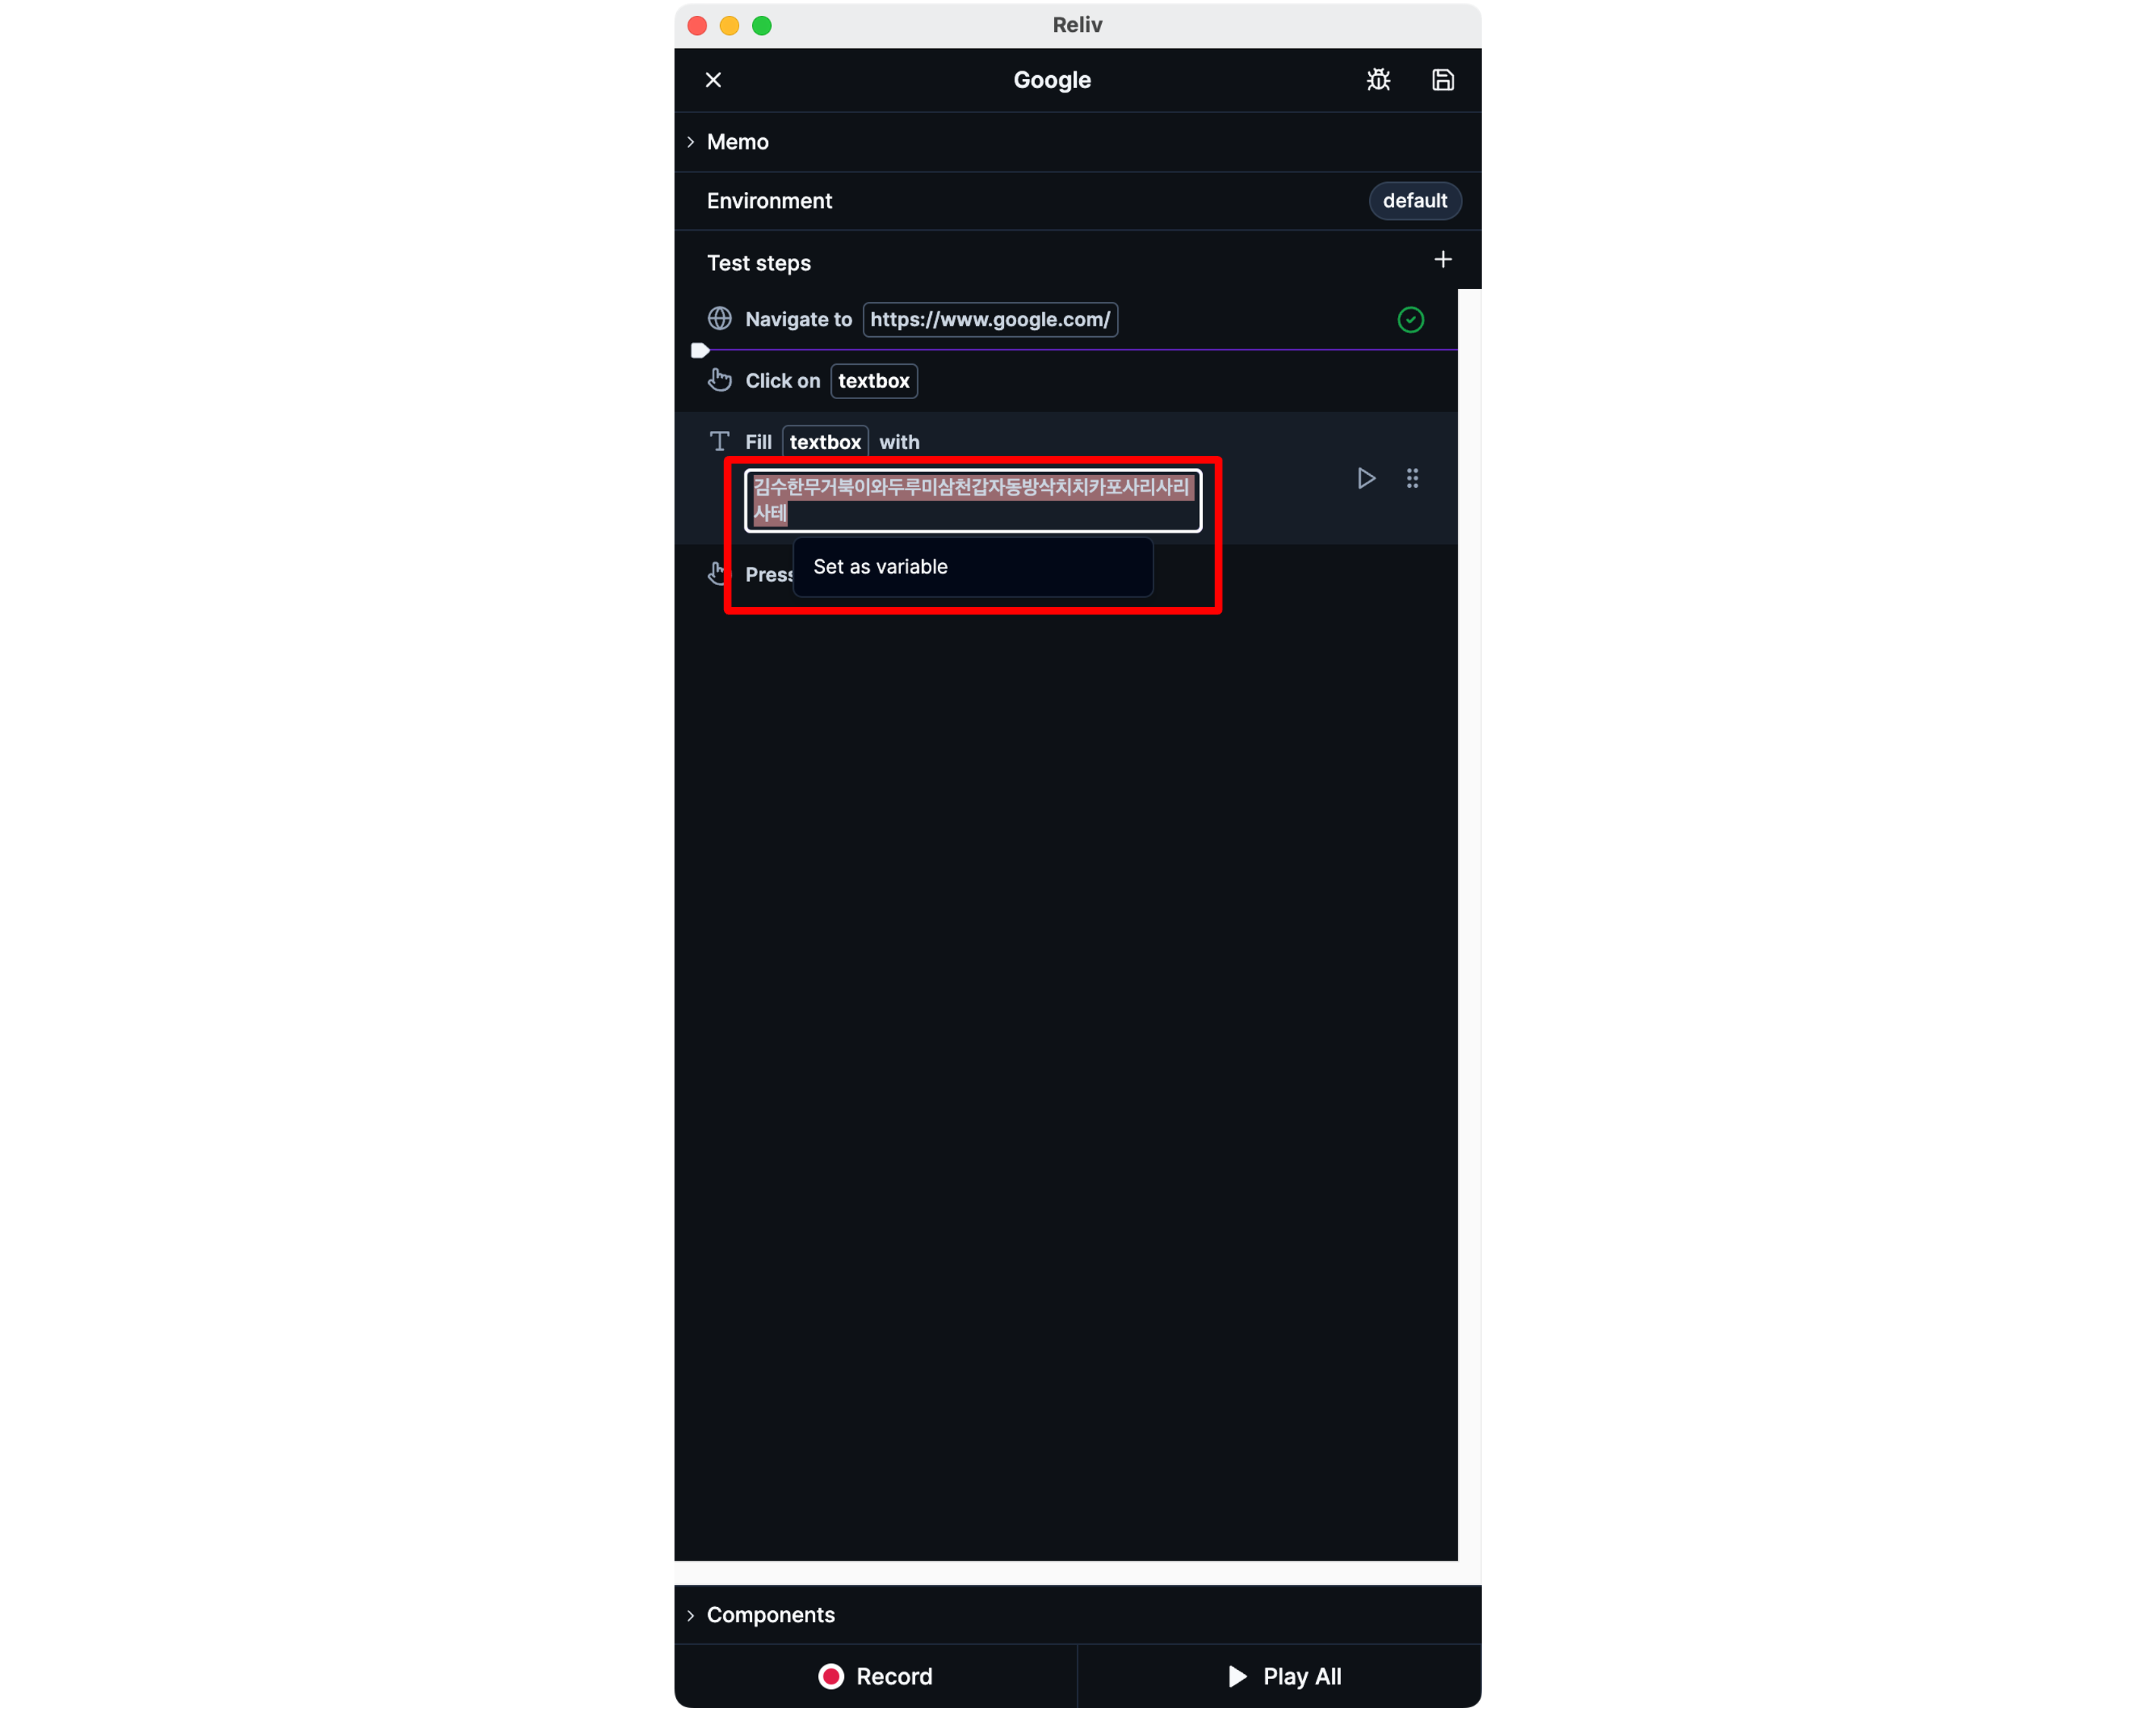 Reliv
Google
Memo
Environment
default
Test steps
Navigate to https://www.google.com/
Click on textbox
Fill textbox with
김수한무거북이와두루미삼천갑자동방삭치치카포사리사리
사테
Press
Set as variable
Components
Record
Play All